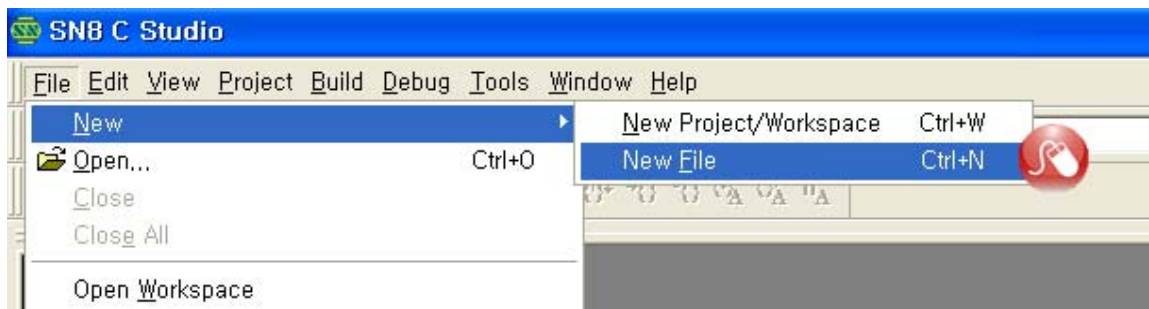 SN8 C Studio
File Edit View Project Build Debug Tools Window Help
New New Project/Workspace Ctrl+W
Open... Ctrl+O New File Ctrl+N
Close
Close All
Open Workspace